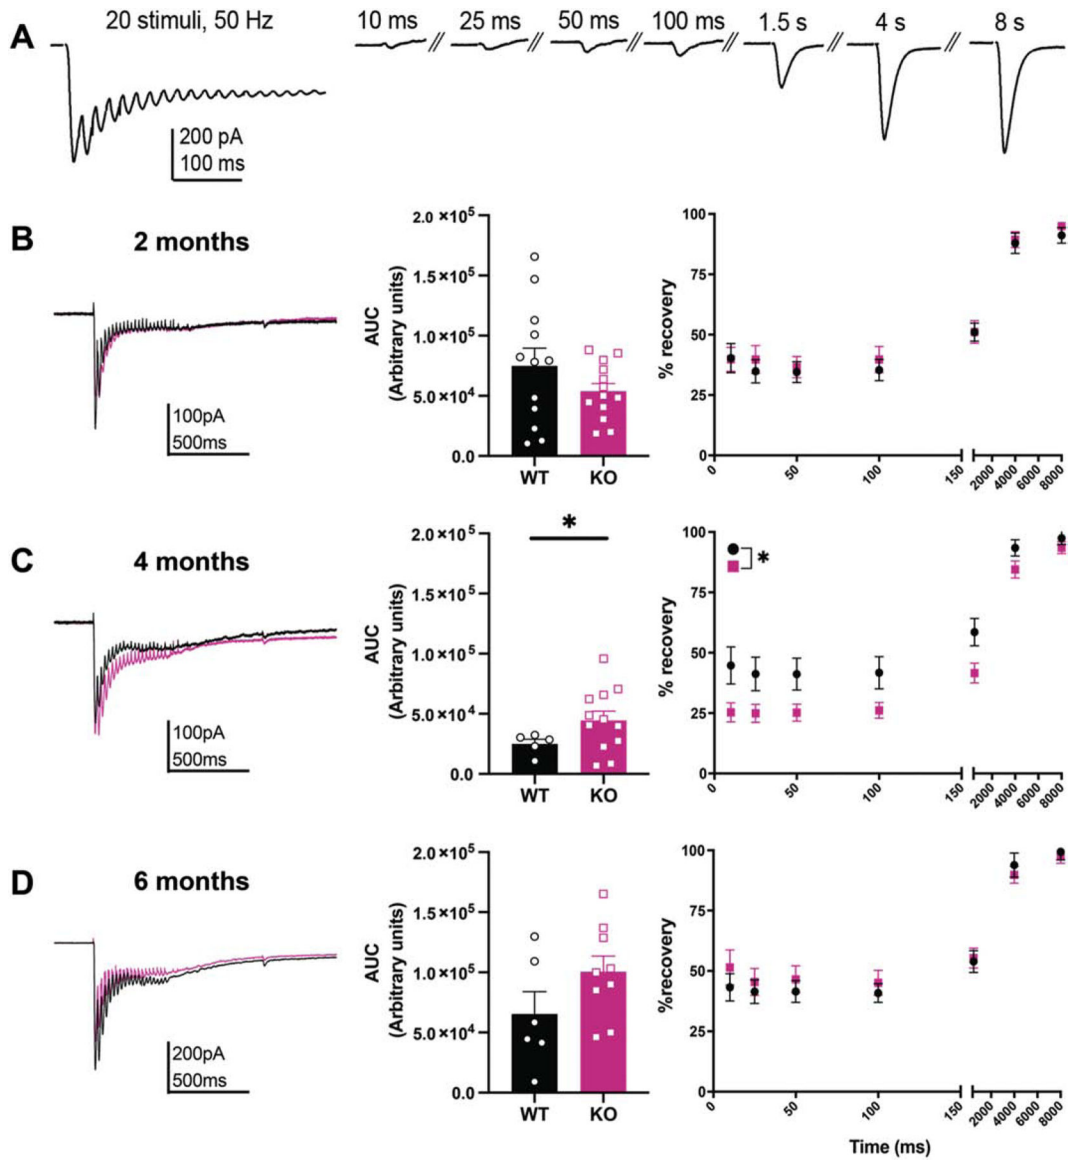 A
20 stimuli, 50 Hz
10 ms
25 ms
50 ms
100 ms
1.5 s
4 s
8 s
200 pA
100 ms
B
2 months
100pA
500ms
AUC
(Arbitrary units)
2.0 ×10⁵
1.5×10⁵
1.0×10⁵
5.0×10⁴
0.0
WT
KO
% recovery
100
75
50
25
0
0
50
100
150
2000
4000
6000
8000
C
4 months
100pA
500ms
AUC
(Arbitrary units)
2.0×10⁵
1.5×10⁵
1.0×10⁵
5.0×10⁴
0.0
*
WT
KO
% recovery
100
75
50
25
0
*
0
50
100
150
2000
4000
6000
8000
D
6 months
200pA
500ms
AUC
(Arbitrary units)
2.0×10⁵
1.5×10⁵
1.0×10⁵
5.0×10⁴
0.0
WT
KO
%recovery
100
75
50
25
0
0
50
100
150
2000
4000
6000
8000
Time (ms)